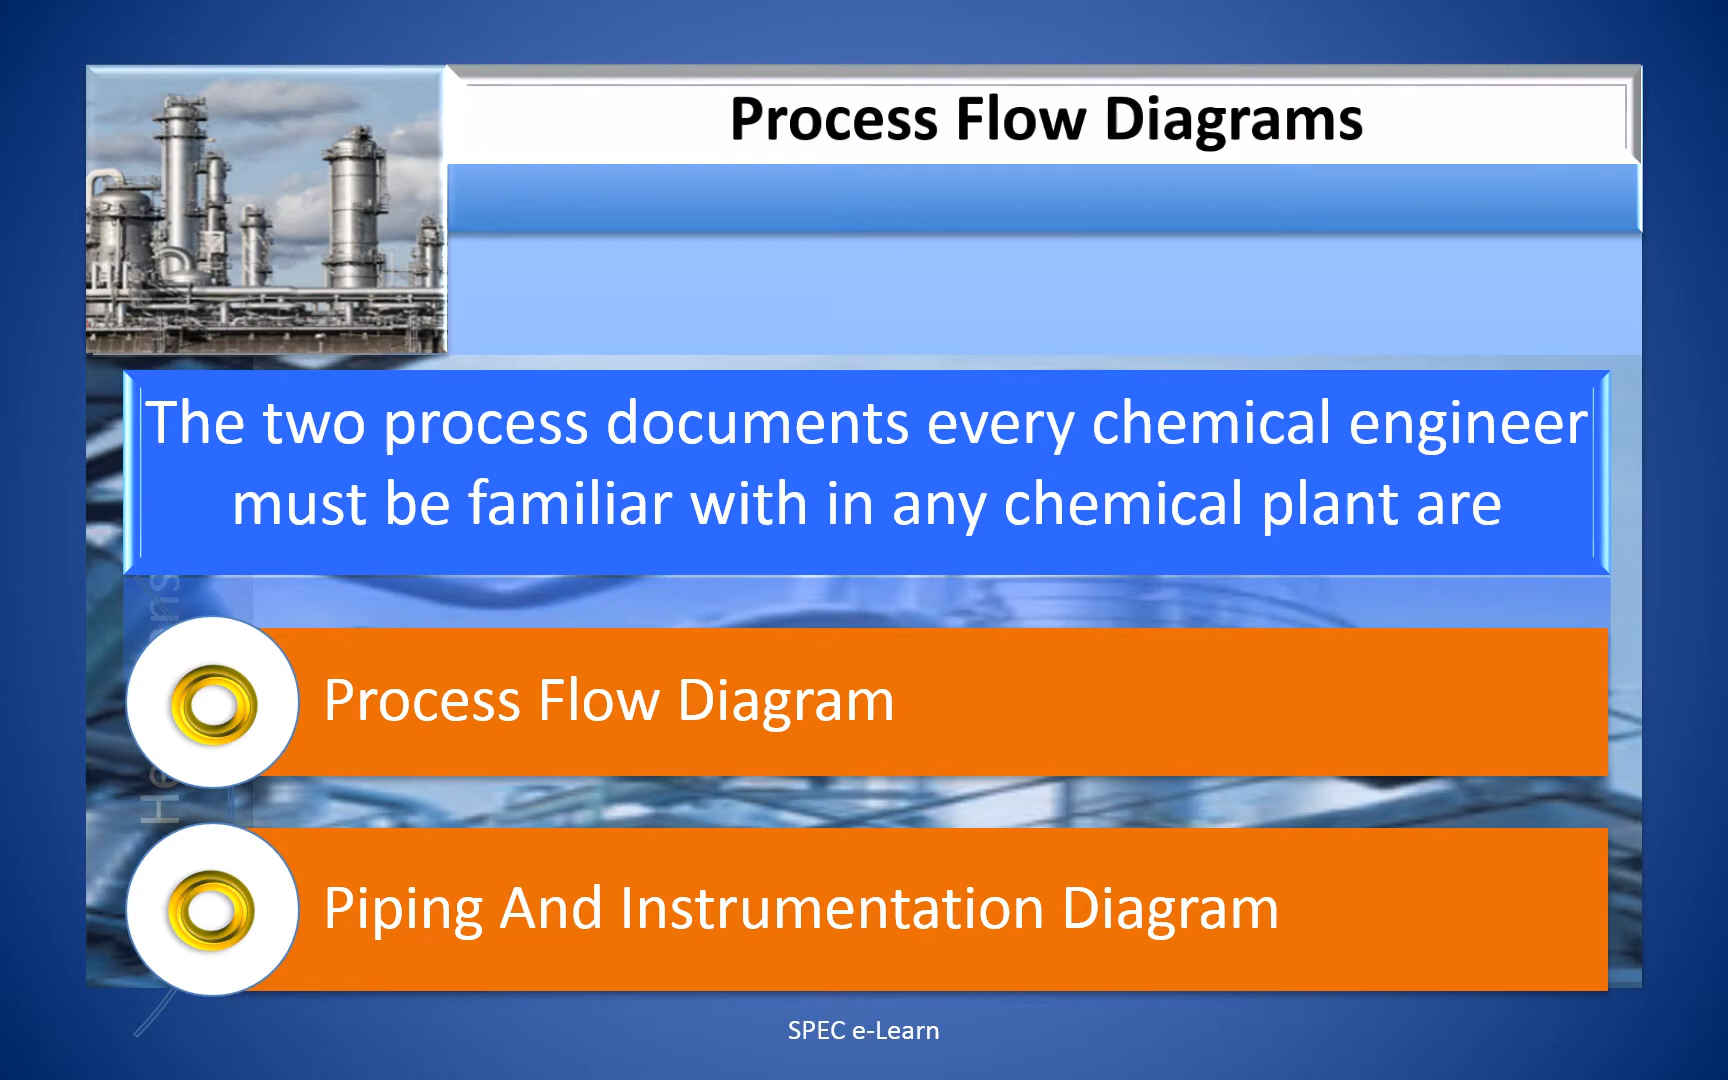 Process Flow Diagrams
The two process documents every chemical engineer
must be familiar with in any chemical plant are
Process Flow Diagram
Piping And Instrumentation Diagram
SPEC e-Learn